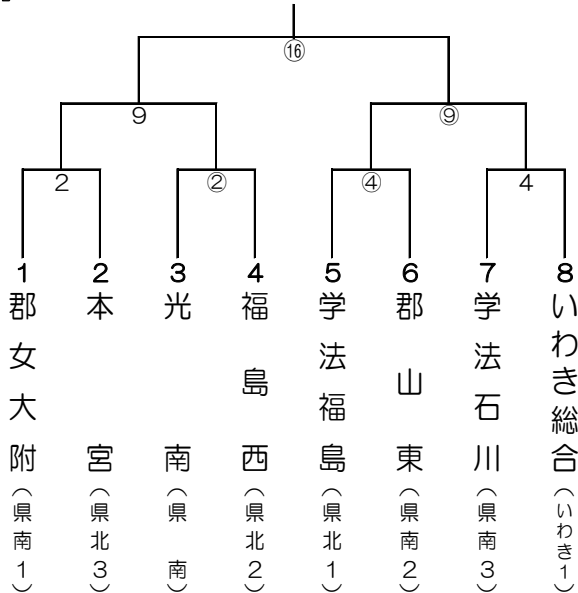 ⑯
9 ⑨
2 ② ④ 4
1 2 3 4 5 6 7 8
郡女大附（県南1）
本宮（県北3）
光南（県南）
福島西（県北2）
学法福島（県北1）
郡山東（県南2）
学法石川（県南3）
いわき総合（いわき1）